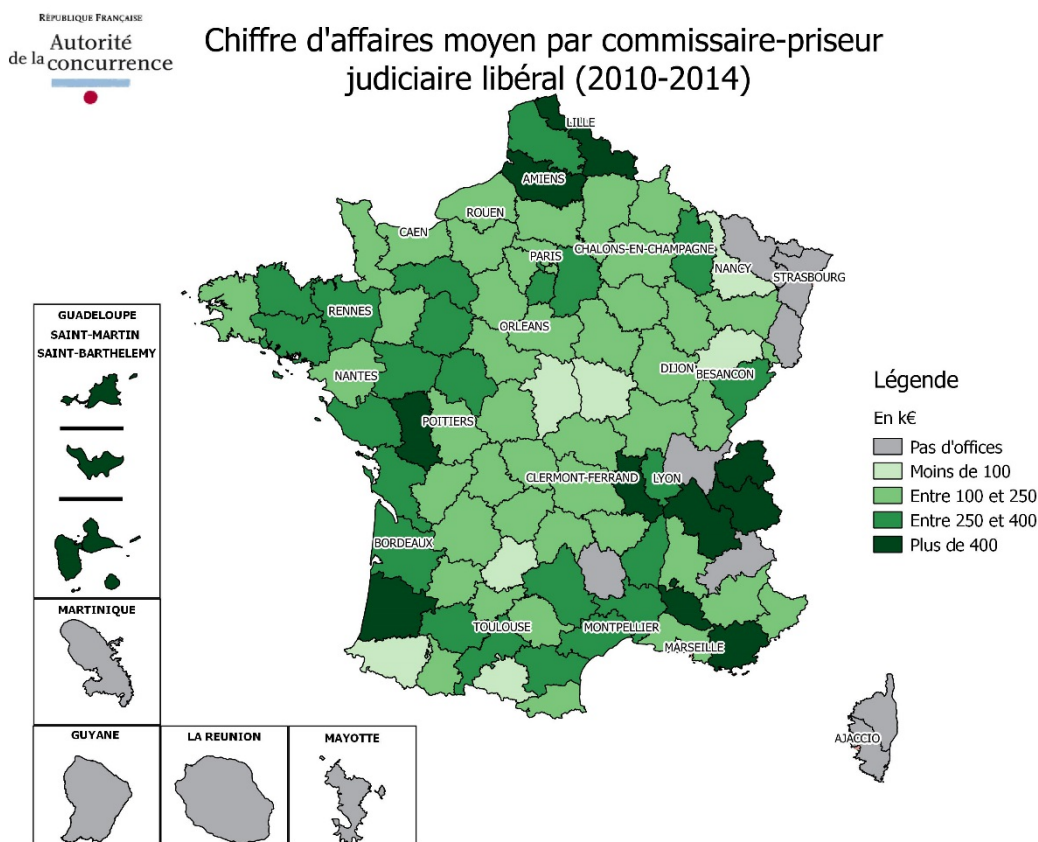 RÉPUBLIQUE FRANÇAISE
Autorité
de la concurrence
Chiffre d'affaires moyen par commissaire-priseur
judiciaire libéral (2010-2014)
LILLE
AMIENS
ROUEN
CAEN
PARIS
CHALONS-EN-CHAMPAGNE
NANCY
STRASBOURG
RENNES
ORLEANS
NANTES
DIJON
BESANCON
POITIERS
CLERMONT-FERRAND
LYON
BORDEAUX
TOULOUSE
MONTPELLIER
MARSEILLE
AJACCIO
GUADELOUPE
SAINT-MARTIN
SAINT-BARTHELEMY
MARTINIQUE
GUYANE
LA REUNION
MAYOTTE
Légende
En k€
Pas d'offices
Moins de 100
Entre 100 et 250
Entre 250 et 400
Plus de 400